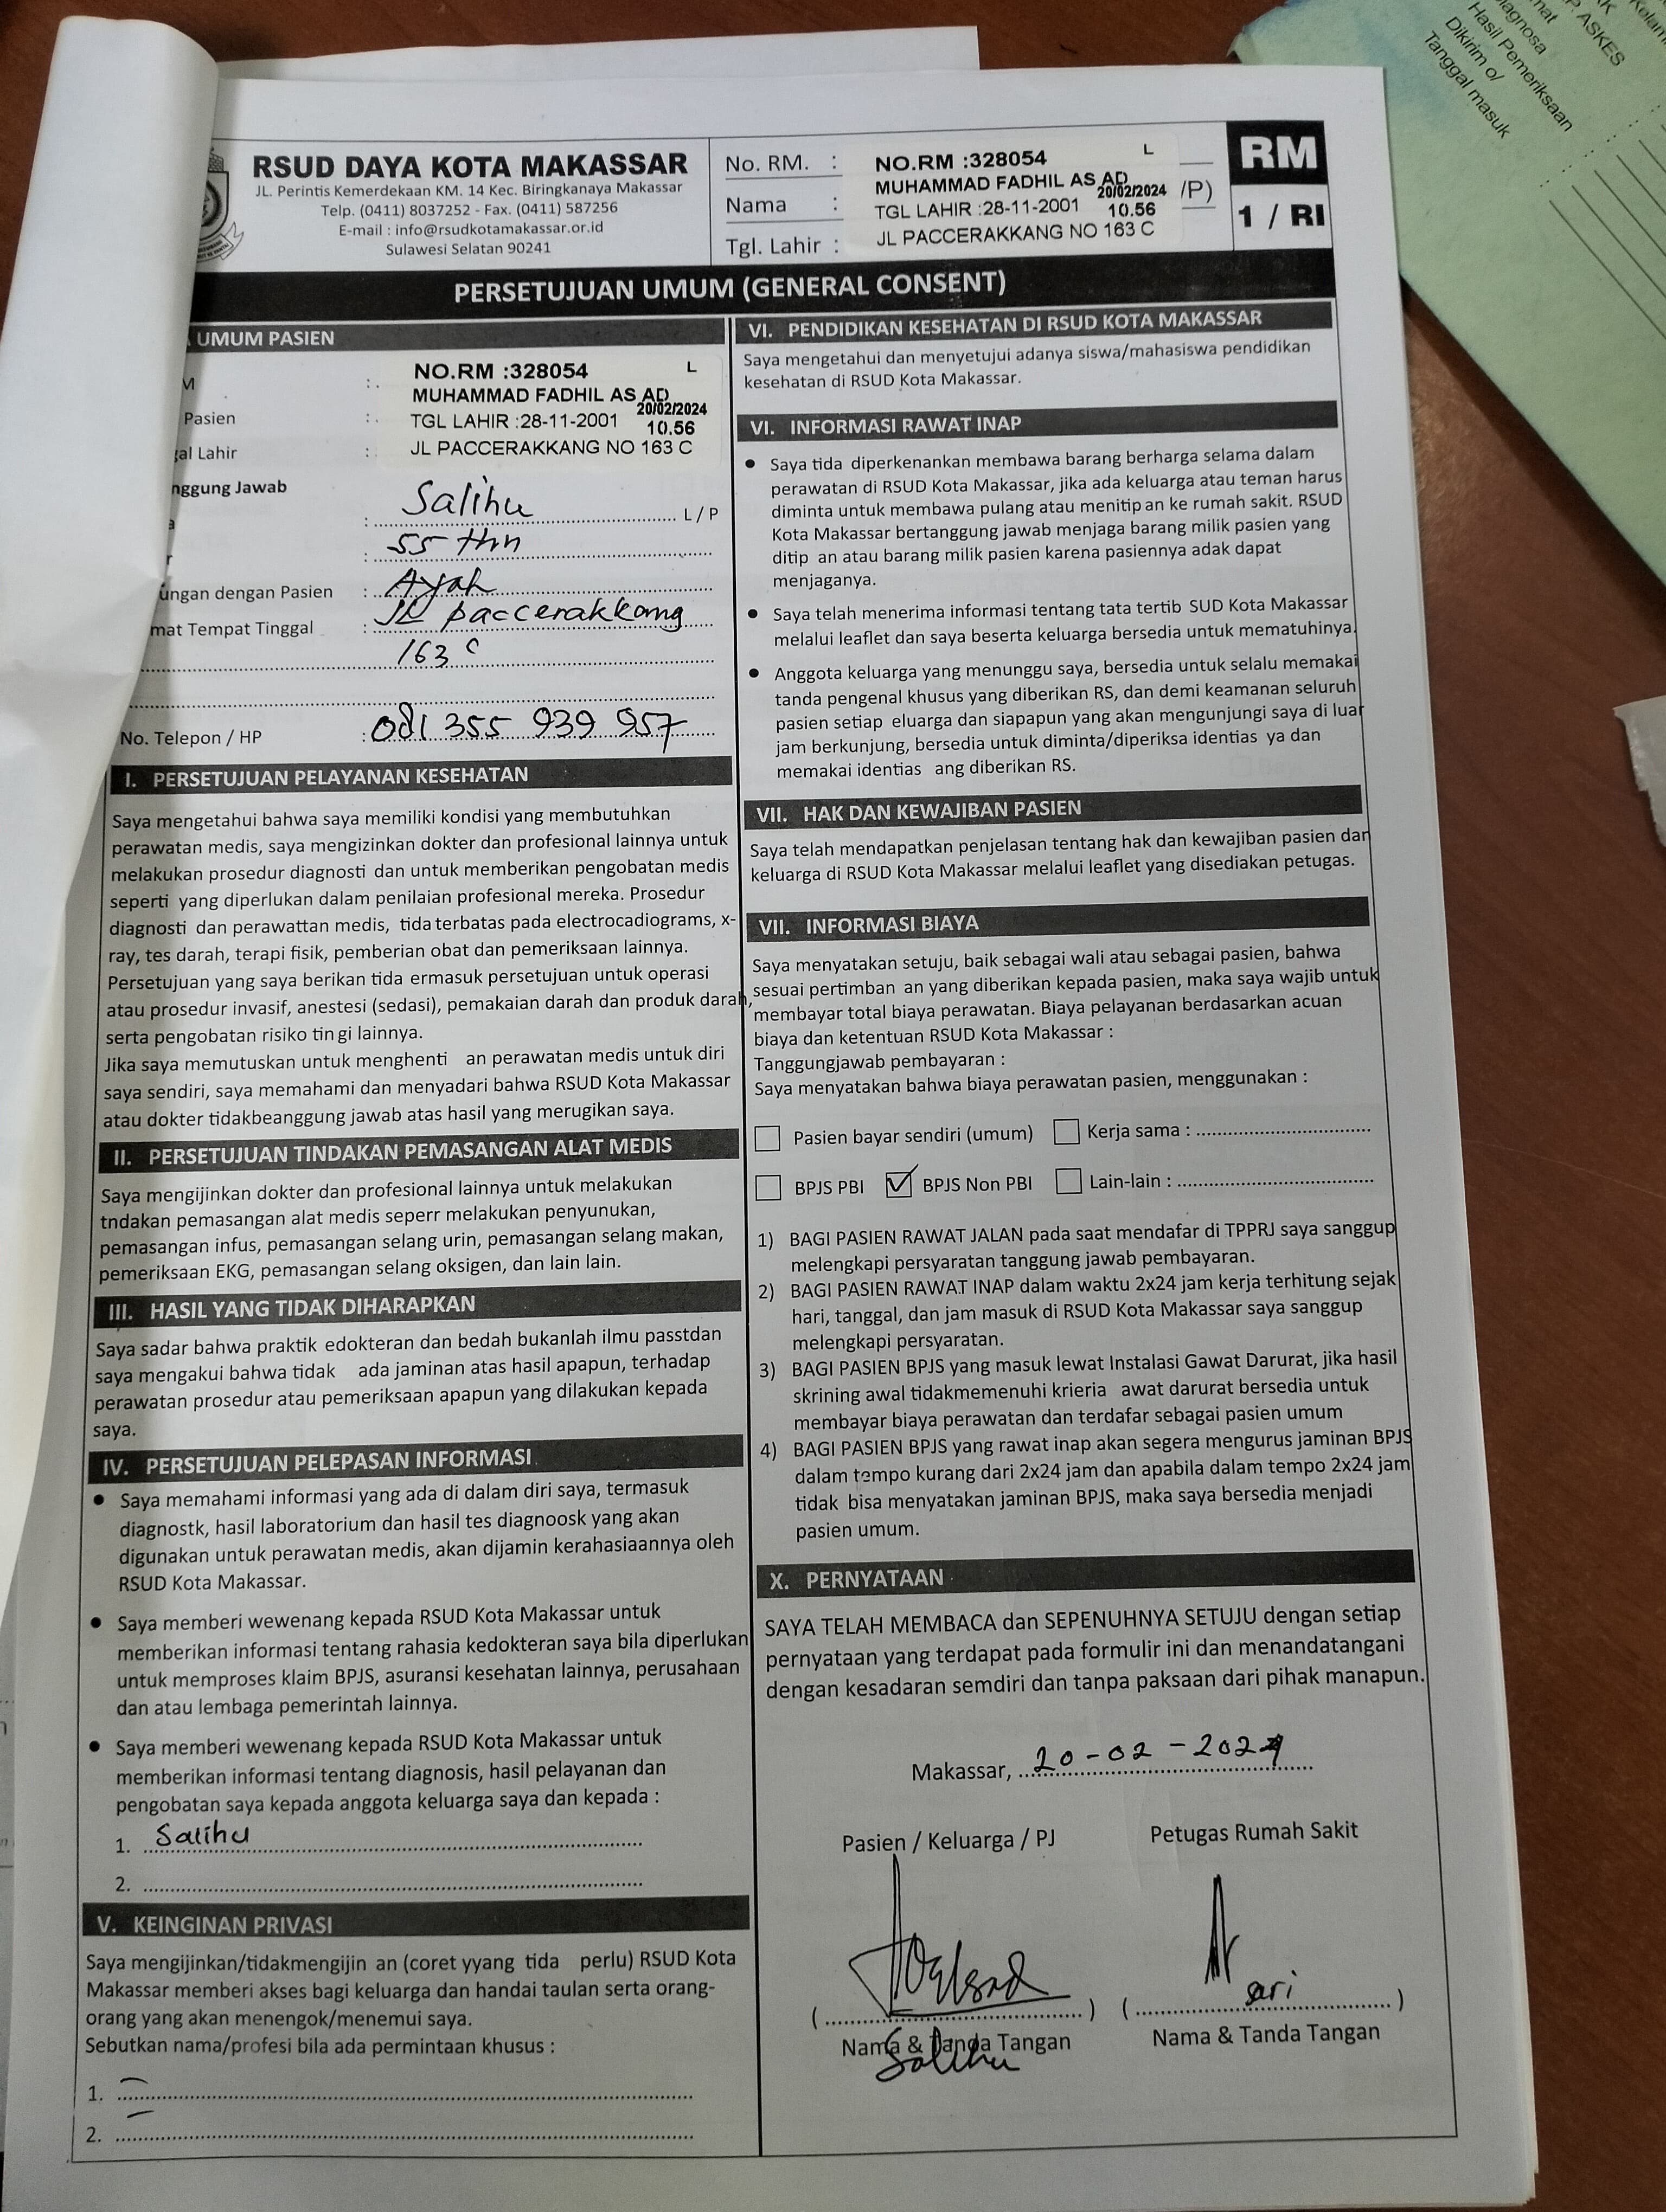 RSUD DAYA KOTA MAKASSAR
JL. Perintis Kemerdekaan KM. 14 Kec. Biringkanaya Makassar
Telp. (0411) 8037252 - Fax. (0411) 587256
E-mail : info@rsudkotamakassar.or.id
Sulawesi Selatan 90241
No. RM. :
Nama :
Tgl. Lahir :
NO.RM :328054 L
MUHAMMAD FADHIL AS AD
20/02/2024
TGL LAHIR :28-11-2001 10.56
JL PACCERAKKANG NO 163 C
/P)
RM
1 / RI
PERSETUJUAN UMUM (GENERAL CONSENT)
UMUM PASIEN
M :.
Pasien :.
gal Lahir :
NO.RM :328054 L
MUHAMMAD FADHIL AS AD
20/02/2024
TGL LAHIR :28-11-2001 10.56
JL PACCERAKKANG NO 163 C
nggung Jawab
a : Salihu L / P
r : 55 thn
ungan dengan Pasien : Ayah
mat Tempat Tinggal : JL paccerakkang
163 C
No. Telepon / HP : 081 355 939 957
I. PERSETUJUAN PELAYANAN KESEHATAN
Saya mengetahui bahwa saya memiliki kondisi yang membutuhkan
perawatan medis, saya mengizinkan dokter dan profesional lainnya untuk
melakukan prosedur diagnosti dan untuk memberikan pengobatan medis
seperti yang diperlukan dalam penilaian profesional mereka. Prosedur
diagnosti dan perawattan medis, tida terbatas pada electrocadiograms, x-
ray, tes darah, terapi fisik, pemberian obat dan pemeriksaan lainnya.
Persetujuan yang saya berikan tida ermasuk persetujuan untuk operasi
atau prosedur invasif, anestesi (sedasi), pemakaian darah dan produk darah,
serta pengobatan risiko tin gi lainnya.
Jika saya memutuskan untuk menghenti an perawatan medis untuk diri
saya sendiri, saya memahami dan menyadari bahwa RSUD Kota Makassar
atau dokter tidakbeanggung jawab atas hasil yang merugikan saya.
II. PERSETUJUAN TINDAKAN PEMASANGAN ALAT MEDIS
Saya mengijinkan dokter dan profesional lainnya untuk melakukan
tndakan pemasangan alat medis seperr melakukan penyunukan,
pemasangan infus, pemasangan selang urin, pemasangan selang makan,
pemeriksaan EKG, pemasangan selang oksigen, dan lain lain.
III. HASIL YANG TIDAK DIHARAPKAN
Saya sadar bahwa praktik edokteran dan bedah bukanlah ilmu passtdan
saya mengakui bahwa tidak ada jaminan atas hasil apapun, terhadap
perawatan prosedur atau pemeriksaan apapun yang dilakukan kepada
saya.
IV. PERSETUJUAN PELEPASAN INFORMASI
• Saya memahami informasi yang ada di dalam diri saya, termasuk
diagnostk, hasil laboratorium dan hasil tes diagnoosk yang akan
digunakan untuk perawatan medis, akan dijamin kerahasiaannya oleh
RSUD Kota Makassar.
• Saya memberi wewenang kepada RSUD Kota Makassar untuk
memberikan informasi tentang rahasia kedokteran saya bila diperlukan
untuk memproses klaim BPJS, asuransi kesehatan lainnya, perusahaan
dan atau lembaga pemerintah lainnya.
• Saya memberi wewenang kepada RSUD Kota Makassar untuk
memberikan informasi tentang diagnosis, hasil pelayanan dan
pengobatan saya kepada anggota keluarga saya dan kepada :
1. Salihu
2.
V. KEINGINAN PRIVASI
Saya mengijinkan/tidakmengijin an (coret yyang tida perlu) RSUD Kota
Makassar memberi akses bagi keluarga dan handai taulan serta orang-
orang yang akan menengok/menemui saya.
Sebutkan nama/profesi bila ada permintaan khusus :
1. –
2. –
VI. PENDIDIKAN KESEHATAN DI RSUD KOTA MAKASSAR
Saya mengetahui dan menyetujui adanya siswa/mahasiswa pendidikan
kesehatan di RSUD Kota Makassar.
VI. INFORMASI RAWAT INAP
• Saya tida diperkenankan membawa barang berharga selama dalam
perawatan di RSUD Kota Makassar, jika ada keluarga atau teman harus
diminta untuk membawa pulang atau menitip an ke rumah sakit. RSUD
Kota Makassar bertanggung jawab menjaga barang milik pasien yang
ditip an atau barang milik pasien karena pasiennya adak dapat
menjaganya.
• Saya telah menerima informasi tentang tata tertib SUD Kota Makassar
melalui leaflet dan saya beserta keluarga bersedia untuk mematuhinya.
• Anggota keluarga yang menunggu saya, bersedia untuk selalu memakai
tanda pengenal khusus yang diberikan RS, dan demi keamanan seluruh
pasien setiap eluarga dan siapapun yang akan mengunjungi saya di luar
jam berkunjung, bersedia untuk diminta/diperiksa identias ya dan
memakai identias ang diberikan RS.
VII. HAK DAN KEWAJIBAN PASIEN
Saya telah mendapatkan penjelasan tentang hak dan kewajiban pasien dan
keluarga di RSUD Kota Makassar melalui leaflet yang disediakan petugas.
VII. INFORMASI BIAYA
Saya menyatakan setuju, baik sebagai wali atau sebagai pasien, bahwa
sesuai pertimban an yang diberikan kepada pasien, maka saya wajib untuk
membayar total biaya perawatan. Biaya pelayanan berdasarkan acuan
biaya dan ketentuan RSUD Kota Makassar :
Tanggungjawab pembayaran :
Saya menyatakan bahwa biaya perawatan pasien, menggunakan :
☐ Pasien bayar sendiri (umum) ☐ Kerja sama :
☐ BPJS PBI ☑ BPJS Non PBI ☐ Lain-lain :
1) BAGI PASIEN RAWAT JALAN pada saat mendafar di TPPRJ saya sanggup
melengkapi persyaratan tanggung jawab pembayaran.
2) BAGI PASIEN RAWAT INAP dalam waktu 2x24 jam kerja terhitung sejak
hari, tanggal, dan jam masuk di RSUD Kota Makassar saya sanggup
melengkapi persyaratan.
3) BAGI PASIEN BPJS yang masuk lewat Instalasi Gawat Darurat, jika hasil
skrining awal tidakmemenuhi krieria awat darurat bersedia untuk
membayar biaya perawatan dan terdafar sebagai pasien umum
4) BAGI PASIEN BPJS yang rawat inap akan segera mengurus jaminan BPJS
dalam tempo kurang dari 2x24 jam dan apabila dalam tempo 2x24 jam
tidak bisa menyatakan jaminan BPJS, maka saya bersedia menjadi
pasien umum.
X. PERNYATAAN
SAYA TELAH MEMBACA dan SEPENUHNYA SETUJU dengan setiap
pernyataan yang terdapat pada formulir ini dan menandatangani
dengan kesadaran semdiri dan tanpa paksaan dari pihak manapun.
Makassar, 20-02-2024
Pasien / Keluarga / PJ
Petugas Rumah Sakit
sari
Nama & Tanda Tangan
Nama & Tanda Tangan
Salihu
P ASKES
agnosa
Hasil Pemeriksaan
Dikirim o/
Tanggal masuk